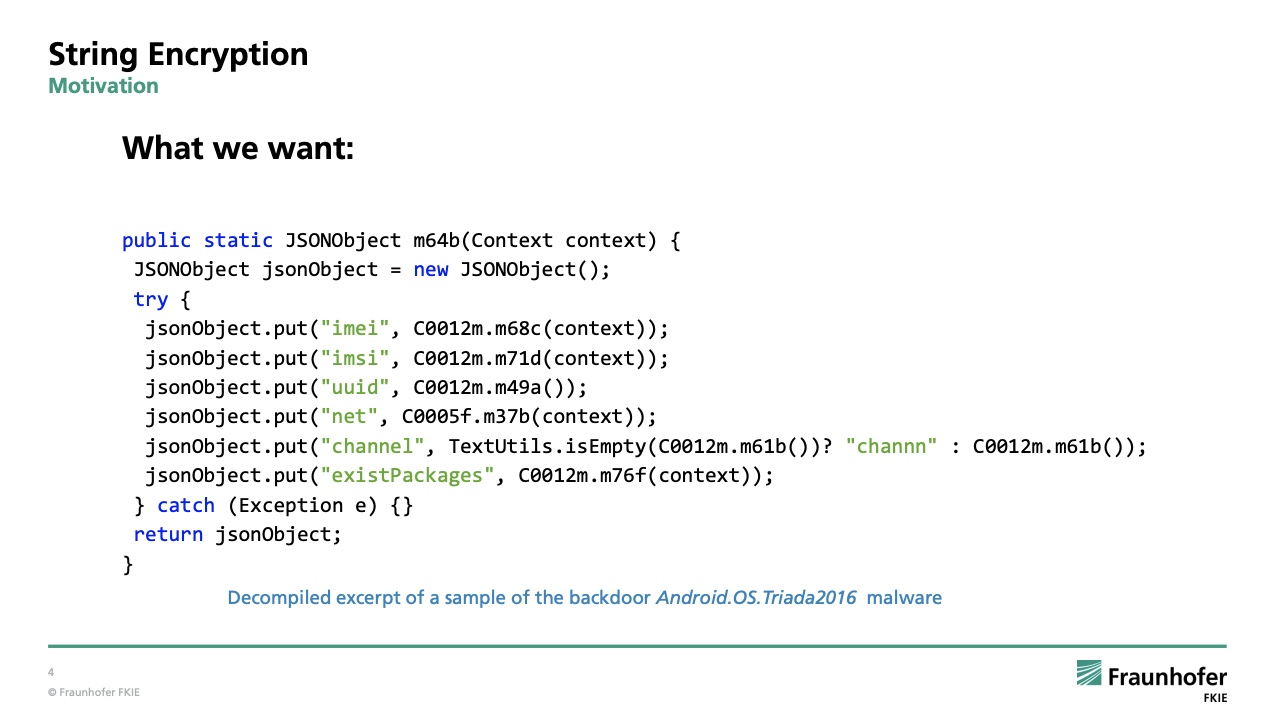 String Encryption
Motivation
What we want:
public static JSONObject m64b(Context context) {
JSONObject jsonObject = new JSONObject();
try {
jsonObject.put("imei", C0012m.m68c(context));
jsonObject.put("imsi", C0012m.m71d(context));
jsonObject.put("uuid", C0012m.m49a());
jsonObject.put("net", C0005f.m37b(context));
jsonObject.put("channel", TextUtils.isEmpty(C0012m.m61b())? "channn" : C0012m.m61b());
jsonObject.put("existPackages", C0012m.m76f(context));
} catch (Exception e) {}
return jsonObject;
}
Decompiled excerpt of a sample of the backdoor Android.OS.Triada2016 malware
4
© Fraunhofer FKIE
Fraunhofer
FKIE